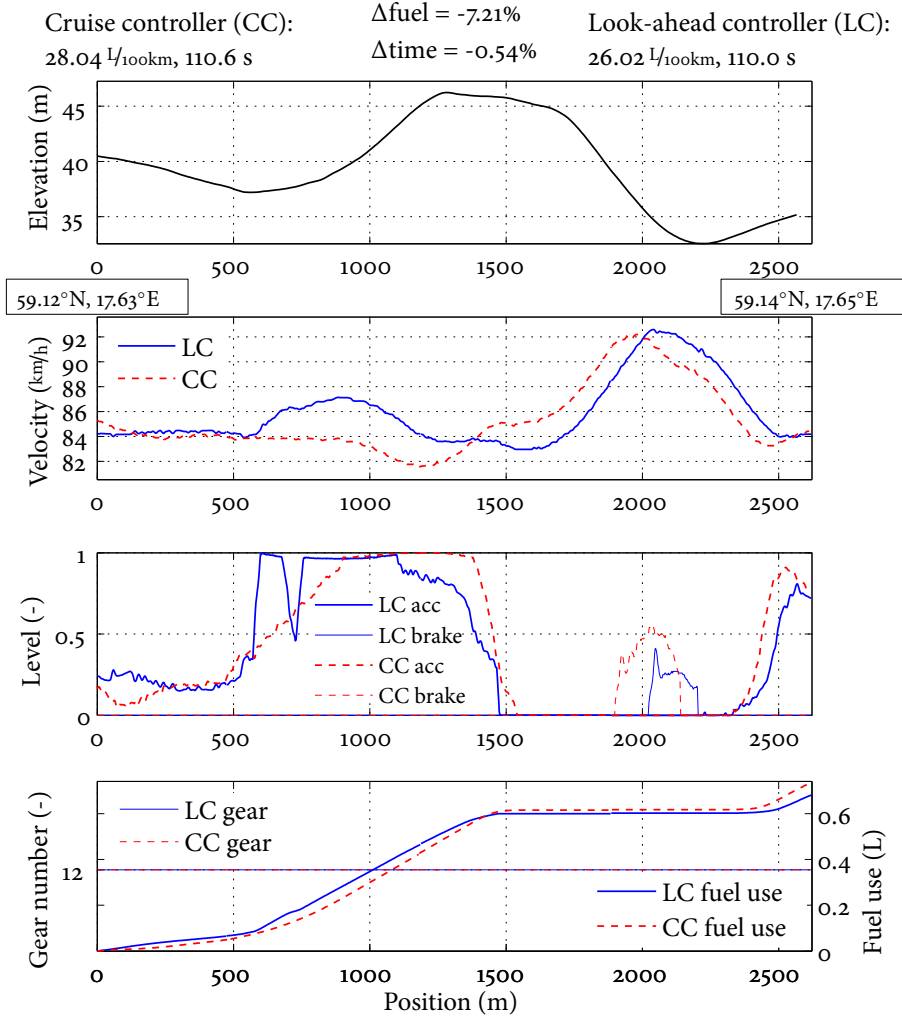 Cruise controller (CC):
28.04 L/100km, 110.6 s
Δfuel = -7.21%
Δtime = -0.54%
Look-ahead controller (LC):
26.02 L/100km, 110.0 s
Elevation (m)
45
40
35
0 500 1000 1500 2000 2500
59.12°N, 17.63°E
59.14°N, 17.65°E
Velocity (km/h)
92
90
88
86
84
82
LC
CC
0 500 1000 1500 2000 2500
Level (-)
1
0.5
0
LC acc
LC brake
CC acc
CC brake
0 500 1000 1500 2000 2500
Gear number (-)
12
LC gear
CC gear
LC fuel use
CC fuel use
0.6
0.4
0.2
0
Fuel use (L)
0 500 1000 1500 2000 2500
Position (m)